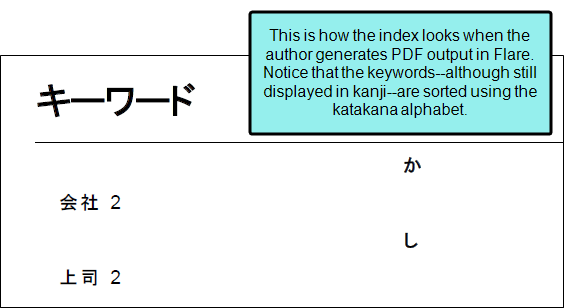 This is how the index looks when the
author generates PDF output in Flare.
Notice that the keywords--although still
displayed in kanji--are sorted using the
katakana alphabet.
キーワード
か
会社 2
し
上司 2